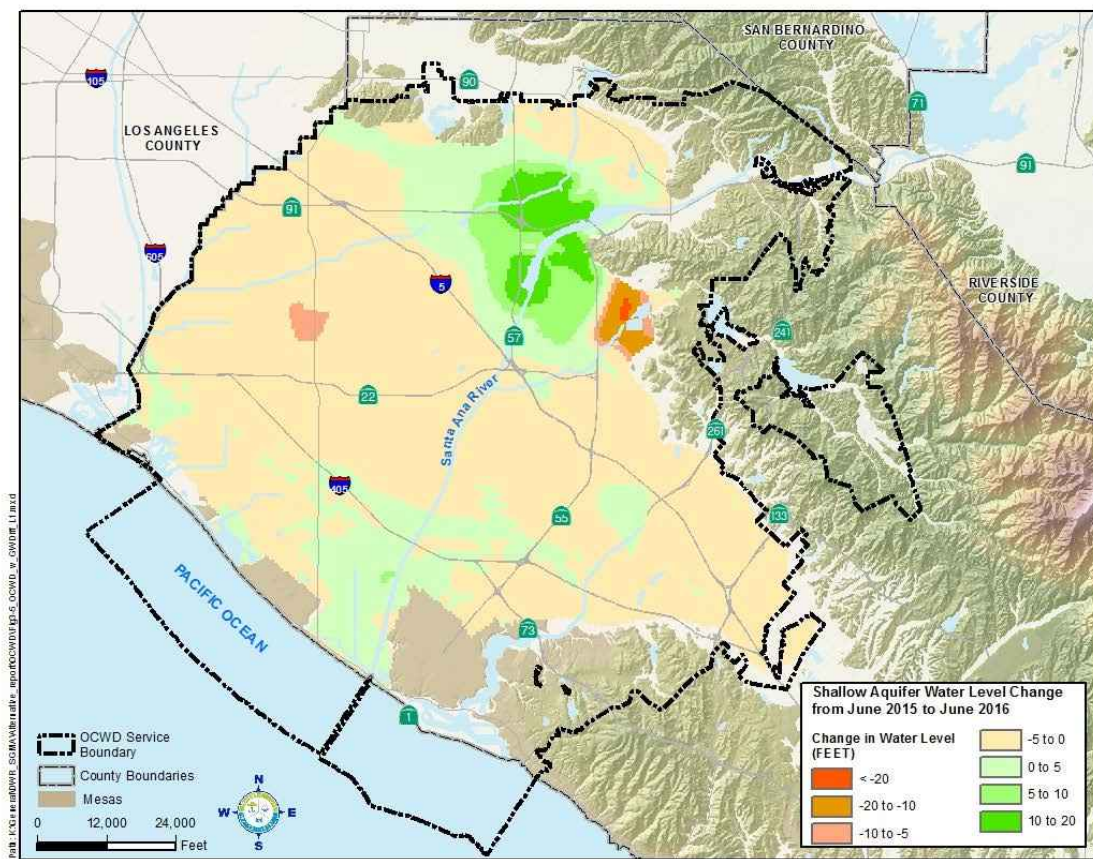 SAN BERNARDINO
COUNTY
105
90
71
LOS ANGELES
COUNTY
91
91
605
5
RIVERSIDE
COUNTY
57
241
Santa Ana River
22
261
405
55
133
PACIFIC OCEAN
73
1
OCWD Service
Boundary
County Boundaries
Mesas
0 12,000 24,000
Feet
N
W E
S
Shallow Aquifer Water Level Change
from June 2015 to June 2016
Change in Water Level
(FEET)
< -20
-20 to -10
-10 to -5
-5 to 0
0 to 5
5 to 10
10 to 20